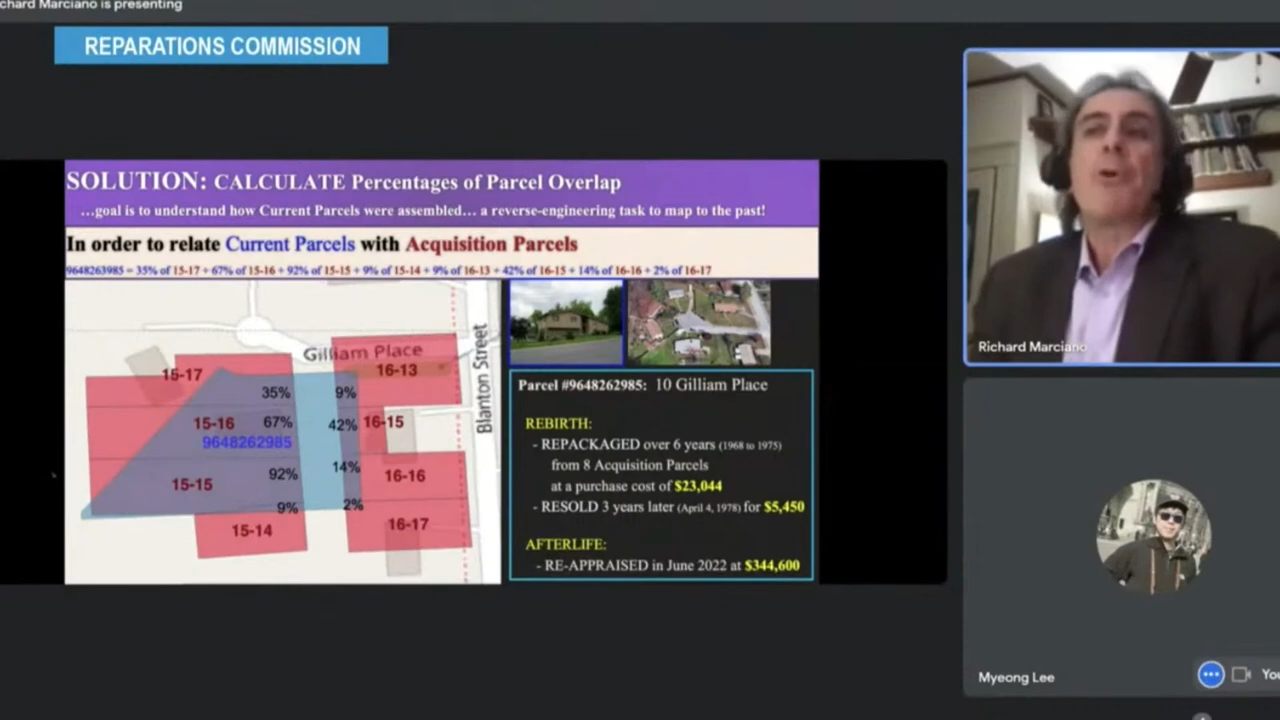 chard Marciano is presenting
REPARATIONS COMMISSION
SOLUTION: CALCULATE Percentages of Parcel Overlap
...goal is to understand how Current Parcels were assembled... a reverse-engineering task to map to the past!
In order to relate Current Parcels with Acquisition Parcels
9648263985 = 35% of 15-17 + 67% of 15-16 + 92% of 15-15 + 9% of 15-14 + 9% of 16-13 + 42% of 16-15 + 14% of 16-16 + 2% of 16-17
Gilliam Place
Blanton Street
15-17
16-13
35%
9%
15-16
67%
42%
16-15
9648262985
15-15
92%
14%
16-16
9%
2%
15-14
16-17
Parcel #9648262985: 10 Gilliam Place
REBIRTH:
- REPACKAGED over 6 years (1968 to 1975)
from 8 Acquisition Parcels
at a purchase cost of $23,044
- RESOLD 3 years later (April 4, 1978) for $5,450
AFTERLIFE:
- RE-APPRAISED in June 2022 at $344,600
Richard Marciano
Myeong Lee
You